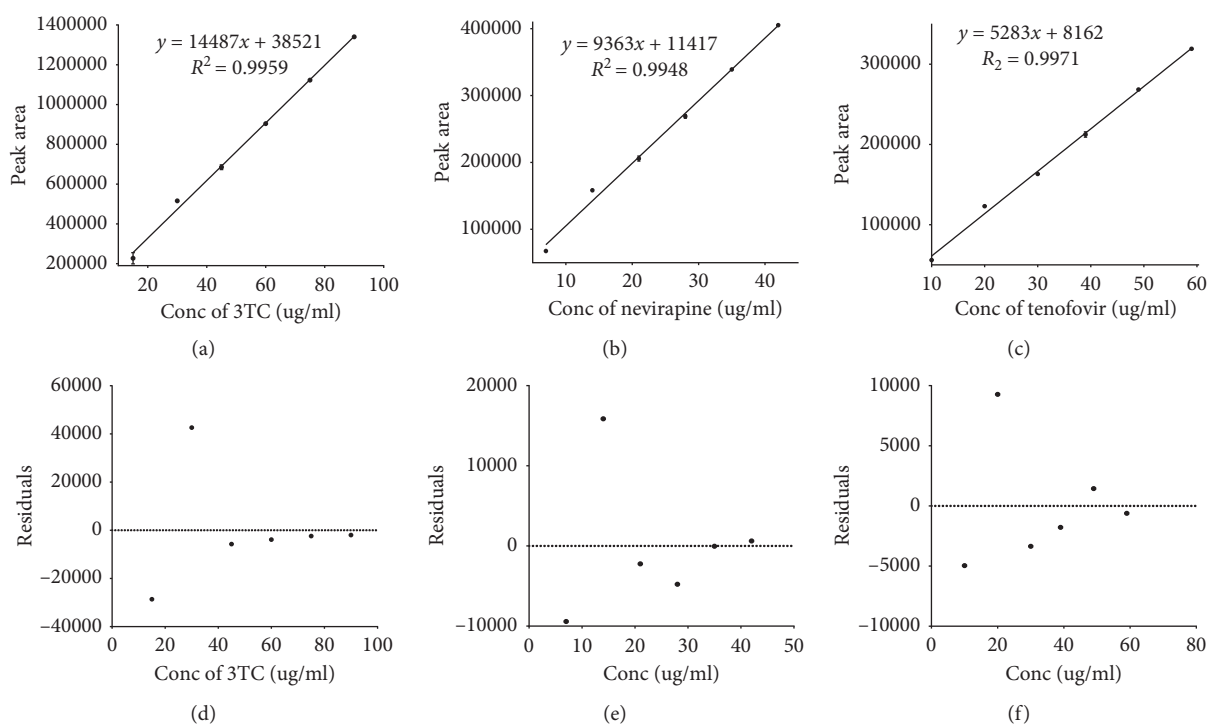 1400000
1200000
1000000
800000
600000
400000
200000
Peak area
y = 14487x + 38521
R² = 0.9959
20 40 60 80 100
Conc of 3TC (ug/ml)
(a)
400000
300000
200000
100000
Peak area
y = 9363x + 11417
R² = 0.9948
10 20 30 40
Conc of nevirapine (ug/ml)
(b)
300000
200000
100000
Peak area
y = 5283x + 8162
R₂ = 0.9971
10 20 30 40 50 60
Conc of tenofovir (ug/ml)
(c)
60000
40000
20000
0
−20000
−40000
Residuals
0 20 40 60 80 100
Conc of 3TC (ug/ml)
(d)
20000
10000
0
−10000
Residuals
0 10 20 30 40 50
Conc (ug/ml)
(e)
10000
5000
0
−5000
−10000
Residuals
0 20 40 60 80
Conc (ug/ml)
(f)